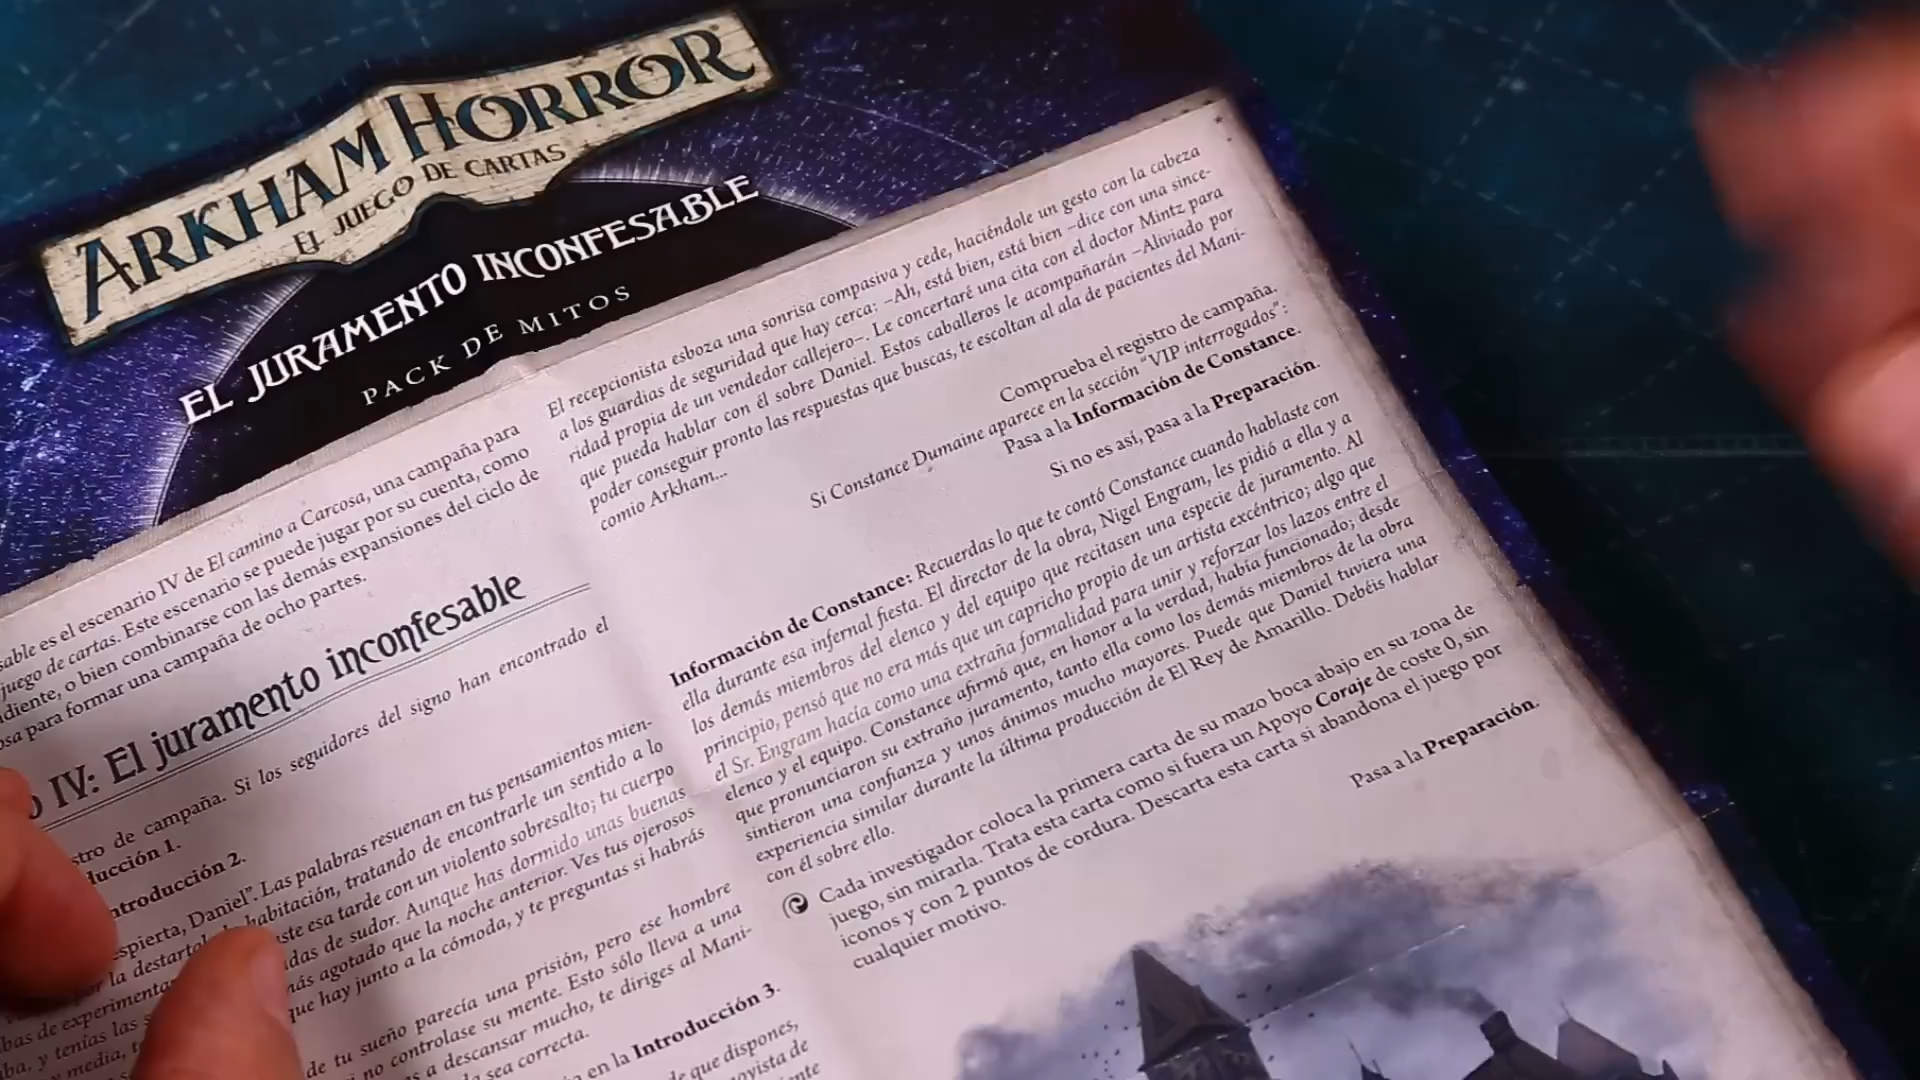 ARKHAM HORROR
EL JUEGO DE CARTAS
EL JURAMENTO INCONFESABLE
PACK DE MITOS
es el escenario IV de El camino a Carcosa, una campaña para
juego de cartas. Este escenario se puede jugar por su cuenta, como
o bien combinarse con las demás expansiones del ciclo de
para formar una campaña de ocho partes.
IV: El juramento inconfesable
de campaña. Si los seguidores del signo han encontrado el
1.
Introducción 2.
Daniel”. Las palabras resuenan en tus pensamientos mien-
por la habitación, tratando de encontrarle un sentido a lo
esa tarde con un violento sobresalto; tu cuerpo
de sudor. Aunque has dormido unas buenas
más agotado que la noche anterior. Ves tus ojerosos
que hay junto a la cómoda, y te preguntas si habrás
de tu sueño parecía una prisión, pero ese hombre
no controlase su mente. Esto sólo lleva a una
a descansar mucho, te diriges al Mani-
sea correcta.
en la Introducción 3.
de que dispones,
de
El recepcionista esboza una sonrisa compasiva y cede, haciéndole un gesto con la cabeza
a los guardias de seguridad que hay cerca: –Ah, está bien, está bien –dice con una since-
ridad propia de un vendedor callejero–. Le concertaré una cita con el doctor Mintz para
que pueda hablar con él sobre Daniel. Estos caballeros le acompañarán –Aliviado por
poder conseguir pronto las respuestas que buscas, te escoltan al ala de pacientes del Mani-
comio Arkham...
Comprueba el registro de campaña.
Si Constance Dumaine aparece en la sección “VIP interrogados”:
Pasa a la Información de Constance.
Si no es así, pasa a la Preparación.
Información de Constance: Recuerdas lo que te contó Constance cuando hablaste con
ella durante esa infernal fiesta. El director de la obra, Nigel Engram, les pidió a ella y a
los demás miembros del elenco y del equipo que recitasen una especie de juramento. Al
principio, pensó que no era más que un capricho propio de un artista excéntrico; algo que
el Sr. Engram hacía como una extraña formalidad para unir y reforzar los lazos entre el
elenco y el equipo. Constance afirmó que, en honor a la verdad, había funcionado; desde
que pronunciaron su extraño juramento, tanto ella como los demás miembros de la obra
sintieron una confianza y unos ánimos mucho mayores. Puede que Daniel tuviera una
experiencia similar durante la última producción de El Rey de Amarillo. Debéis hablar
con él sobre ello.
Cada investigador coloca la primera carta de su mazo boca abajo en su zona de
juego, sin mirarla. Trata esta carta como si fuera un Apoyo Coraje de coste 0, sin
iconos y con 2 puntos de cordura. Descarta esta carta si abandona el juego por
cualquier motivo.
Pasa a la Preparación.